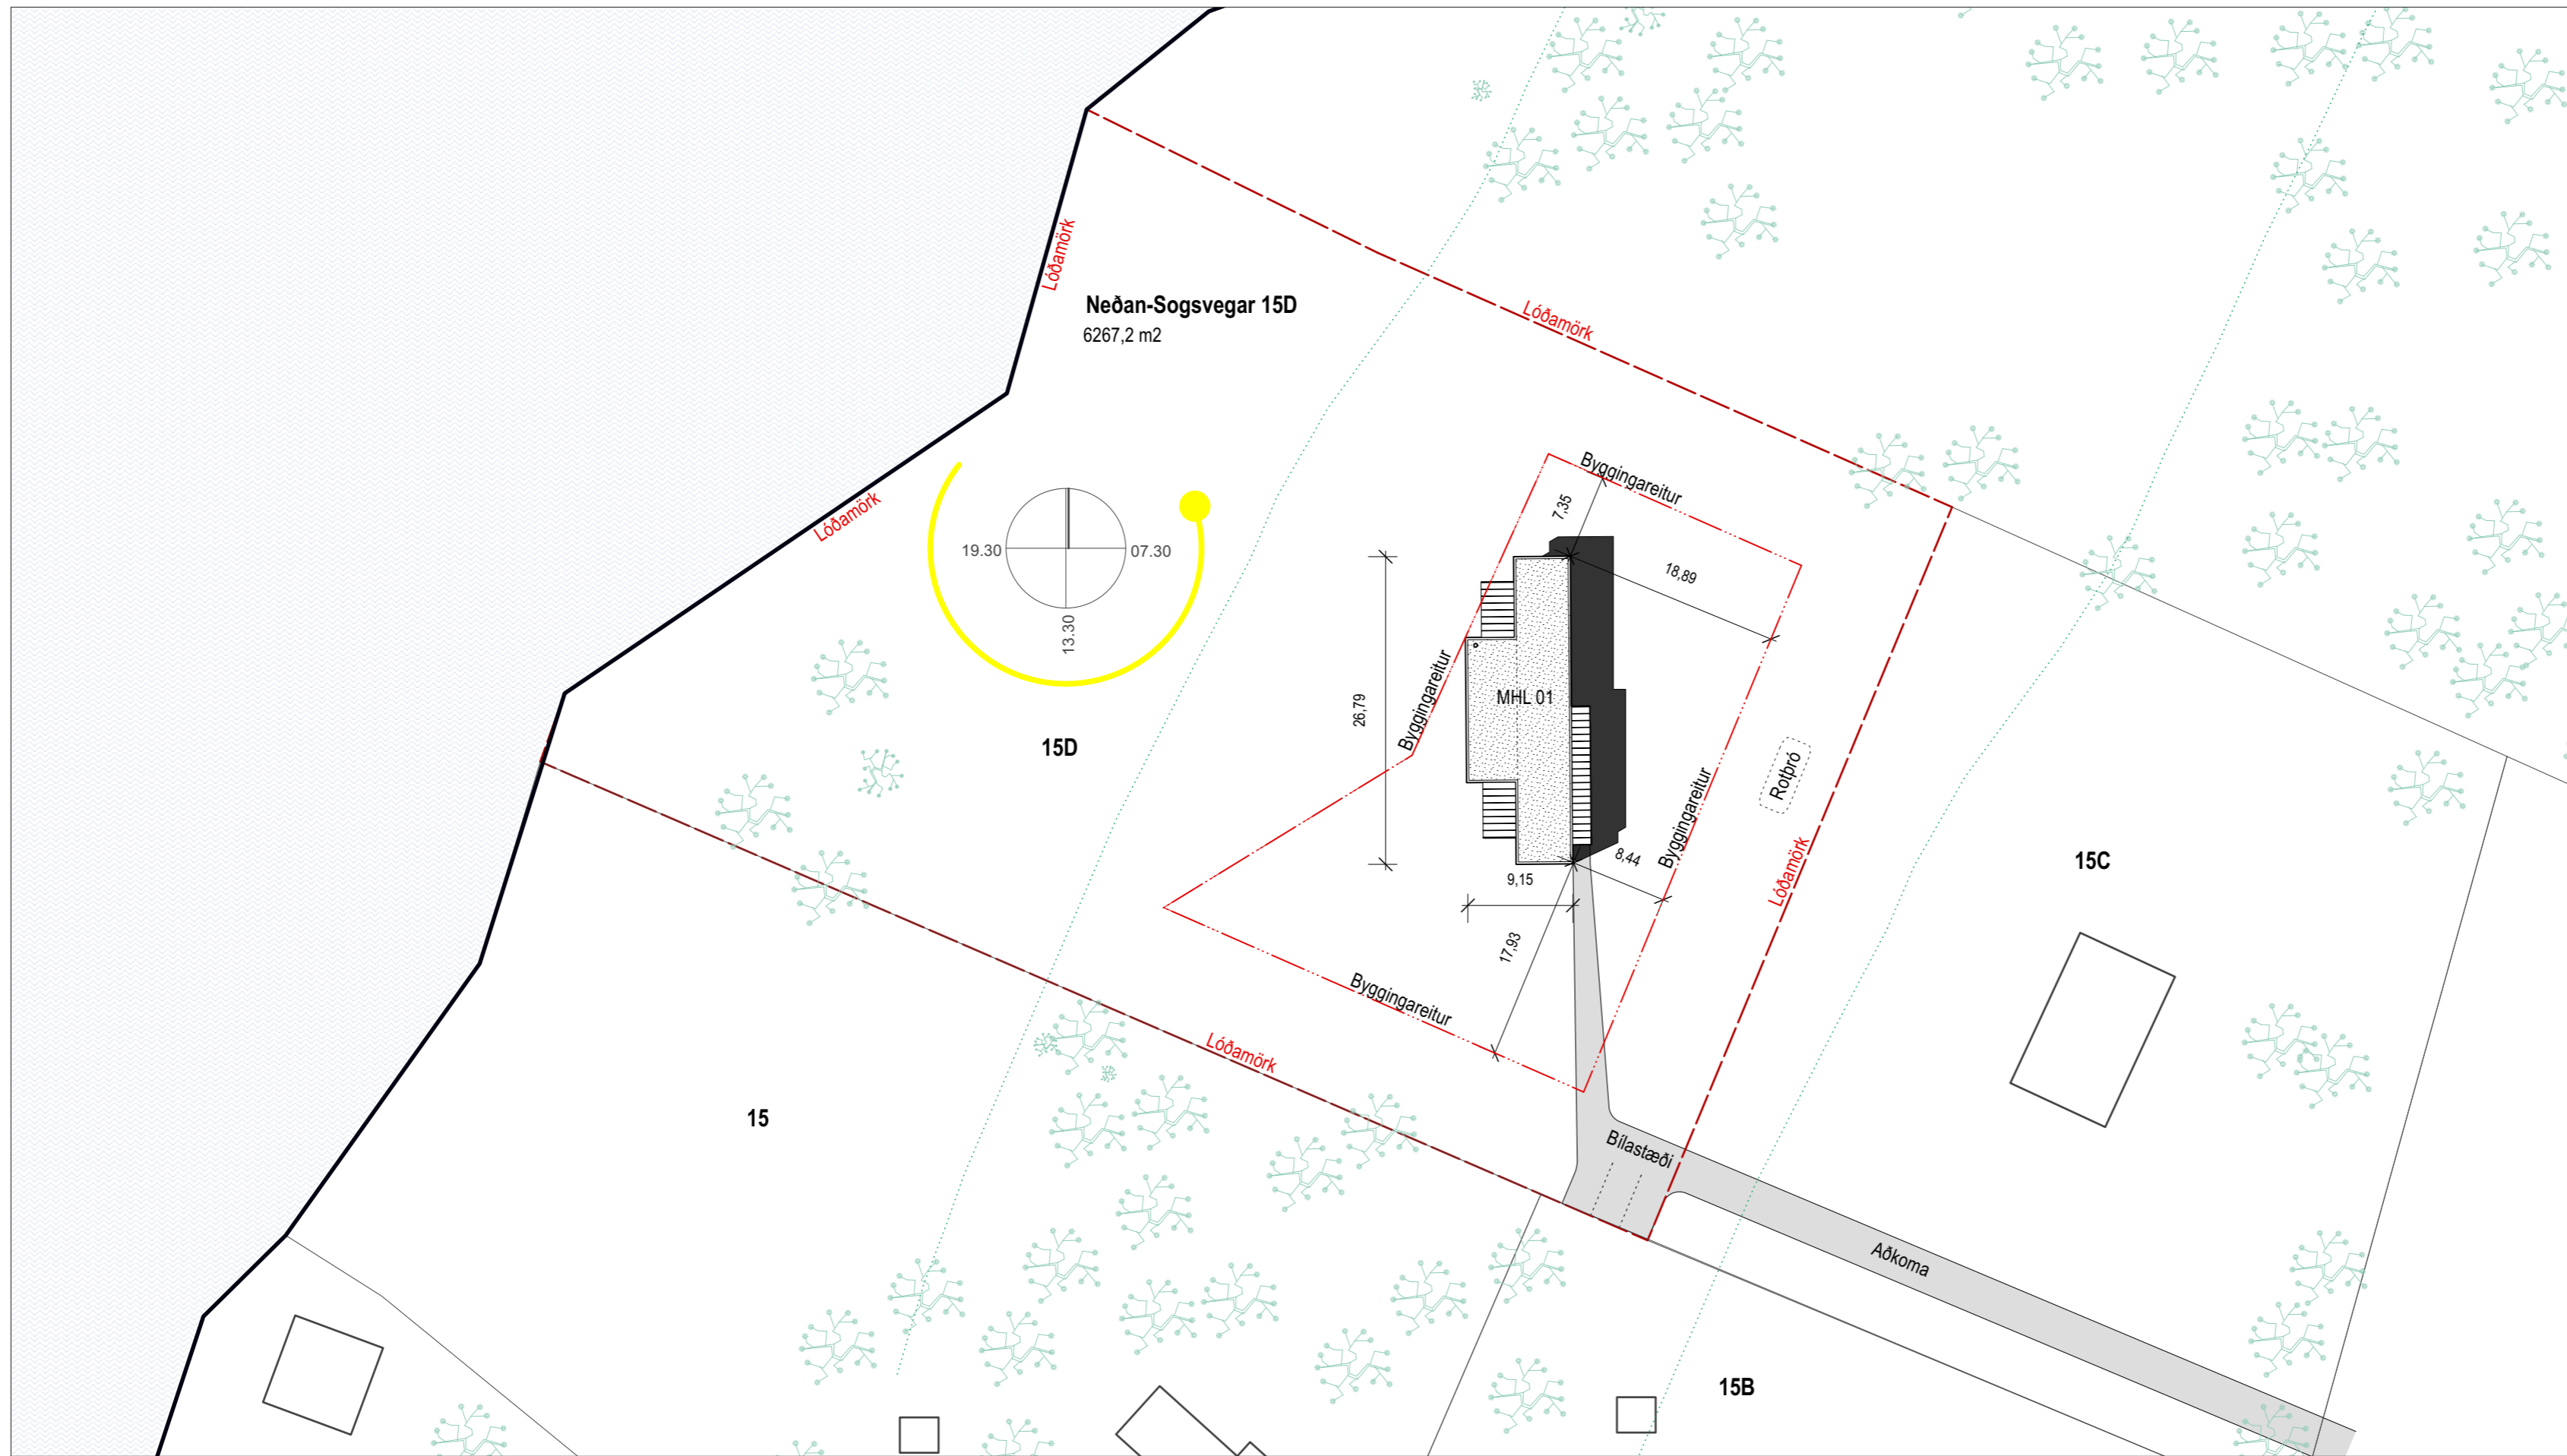 Lóðamörk
Neðan-Sogsvegar 15D
6267,2 m2
Lóðamörk
Byggingareitur
7,35
Lóðamörk
19.30
07.30
13.30
18,89
Byggingareitur
26,79
MHL 01
15D
Rotþró
Byggingareitur
8,44
15C
9,15
Lóðamörk
17,93
Byggingareitur
Lóðamörk
15
Bílastæði
Aðkoma
15B